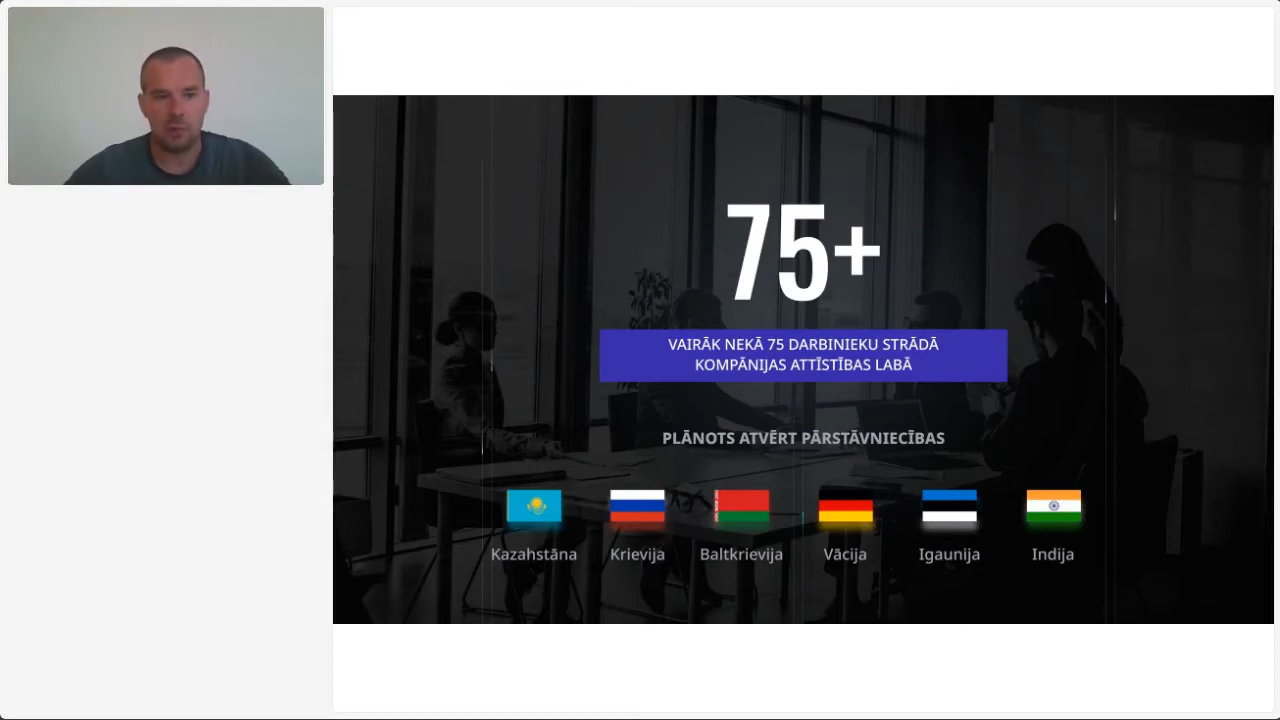 75+
VAIRĀK NEKĀ 75 DARBINIEKU STRĀDĀ
KOMPĀNIJAS ATTĪSTĪBAS LABĀ
PLĀNOTS ATVĒRT PĀRSTĀVNIECĪBAS
Kazahstāna Krievija Baltkrievija Vācija Igaunija Indija